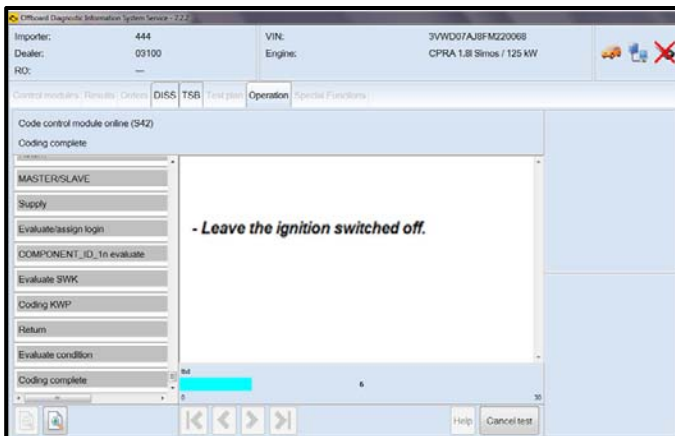 Offboard Diagnostic Information System Service - 2.2.2
Importer: 444 VIN: 3VWD07AJ8FM220068
Dealer: 03100 Engine: CPRA 1.8l Simos / 125 kW
RO: ---
Control modules Results Orders DISS TSB Test plan Operation Special Functions
Code control module online (S42)
Coding complete
MASTER/SLAVE
Supply
- Leave the ignition switched off.
Evaluate/assign login
COMPONENT_ID_1n evaluate
Evaluate SWK
Coding KWP
Return
Evaluate condition
Coding complete
tbd
6
0 30
Help Cancel test